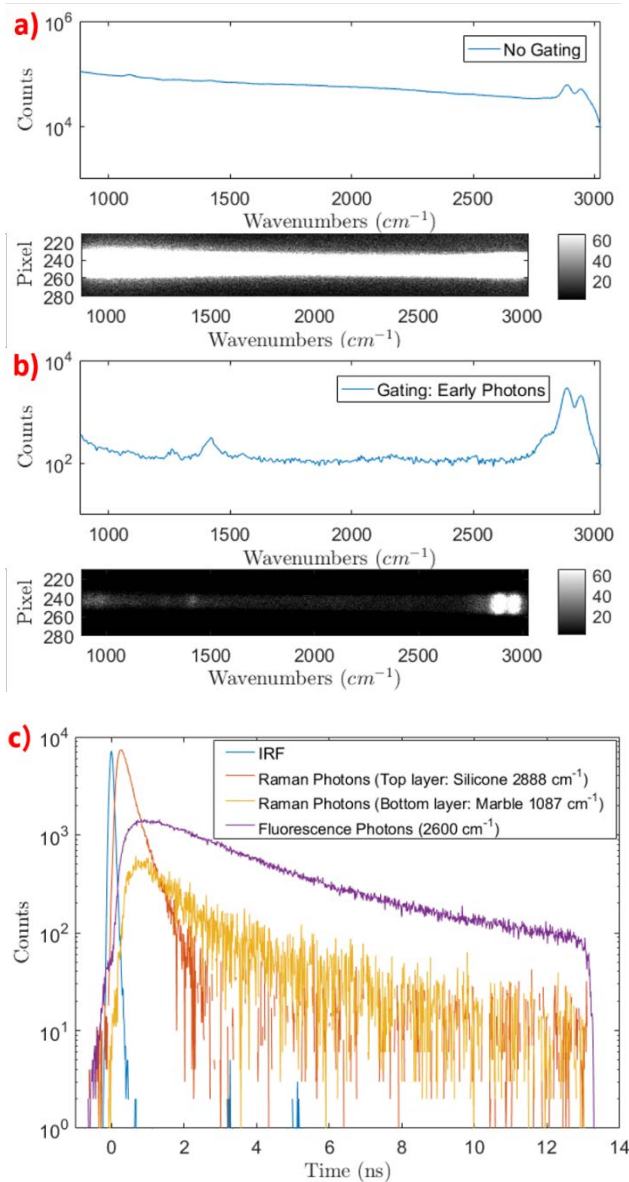 a)
10^6
No Gating
Counts
10^4
1000 1500 2000 2500 3000
Wavenumbers (cm^-1)
220
240
260
280
Pixel
60
40
20
1000 1500 2000 2500 3000
Wavenumbers (cm^-1)
b)
10^4
Gating: Early Photons
Counts
10^2
1000 1500 2000 2500 3000
Wavenumbers (cm^-1)
220
240
260
280
Pixel
60
40
20
1000 1500 2000 2500 3000
Wavenumbers (cm^-1)
c)
10^4
IRF
Raman Photons (Top layer: Silicone 2888 cm^-1)
Raman Photons (Bottom layer: Marble 1087 cm^-1)
Fluorescence Photons (2600 cm^-1)
10^3
10^2
10^1
10^0
Counts
0 2 4 6 8 10 12 14
Time (ns)